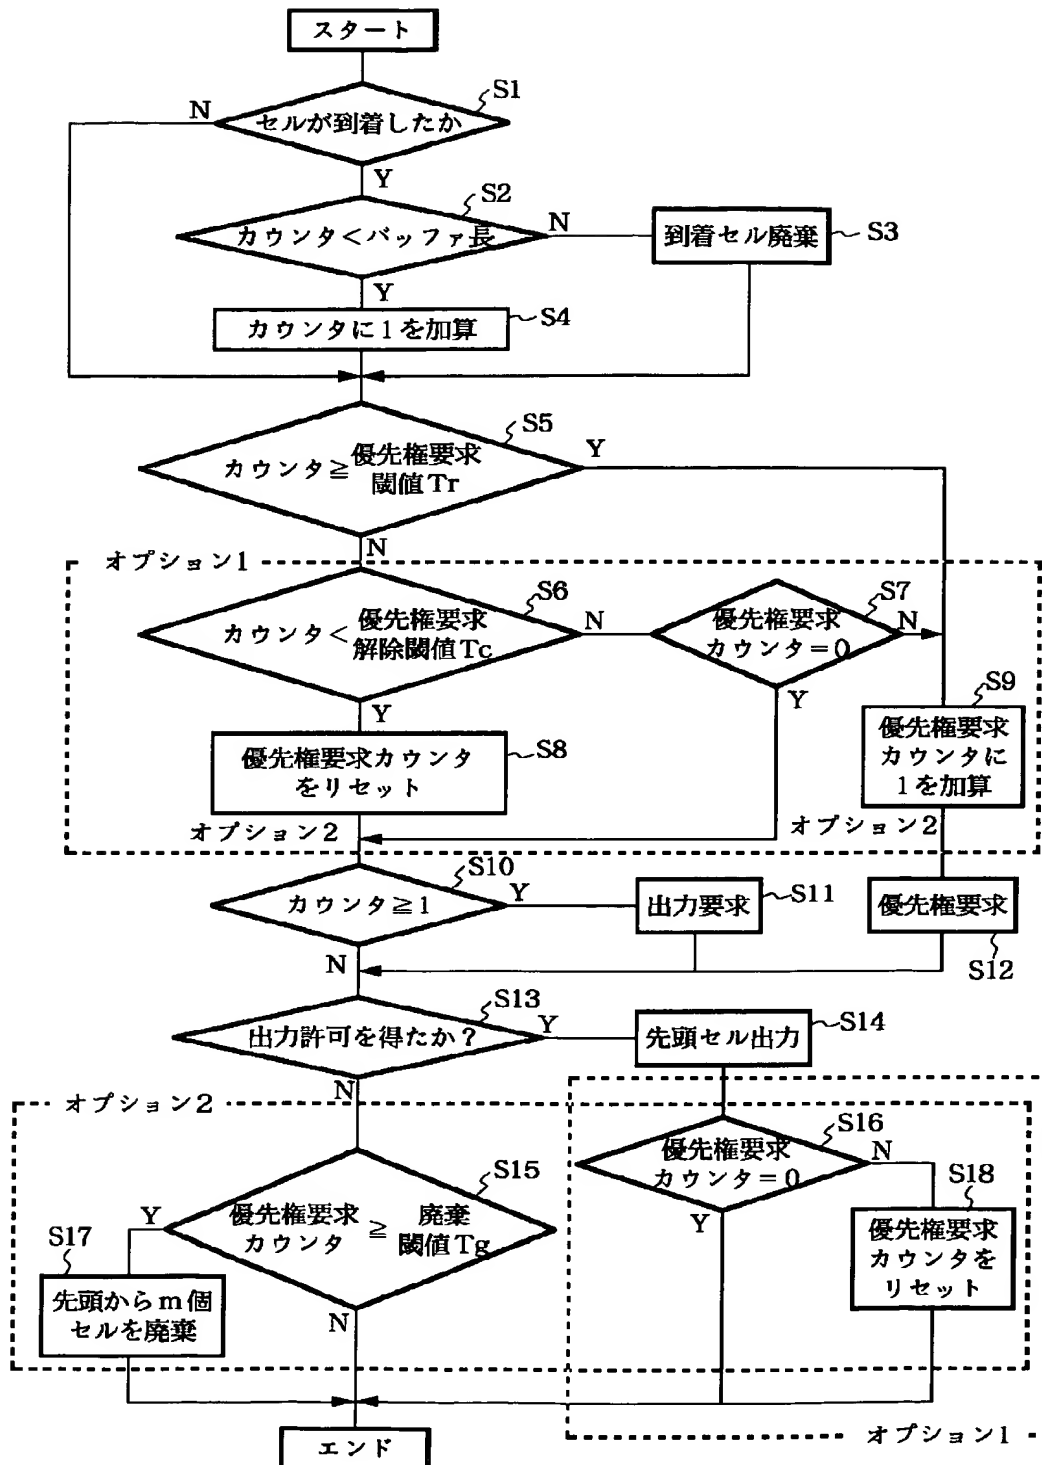 スタート
S1
N
セルが到着したか
Y
S2
カウンタ<バッファ長
N
到着セル廃棄
S3
Y
カウンタに1を加算
S4
S5
カウンタ≧優先権要求
閾値Tr
Y
N
オプション1
S6
カウンタ<優先権要求
解除閾値Tc
N
S7
優先権要求
カウンタ=0
N
Y
Y
S8
優先権要求カウンタ
をリセット
S9
優先権要求
カウンタに
1を加算
オプション2
オプション2
S10
カウンタ≧1
Y
出力要求
S11
優先権要求
S12
N
S13
出力許可を得たか?
Y
先頭セル出力
S14
N
オプション2
S15
優先権要求
カウンタ
≧
廃棄
閾値Tg
Y
S17
先頭からm個
セルを廃棄
N
S16
優先権要求
カウンタ=0
N
Y
S18
優先権要求
カウンタを
リセット
エンド
オプション1